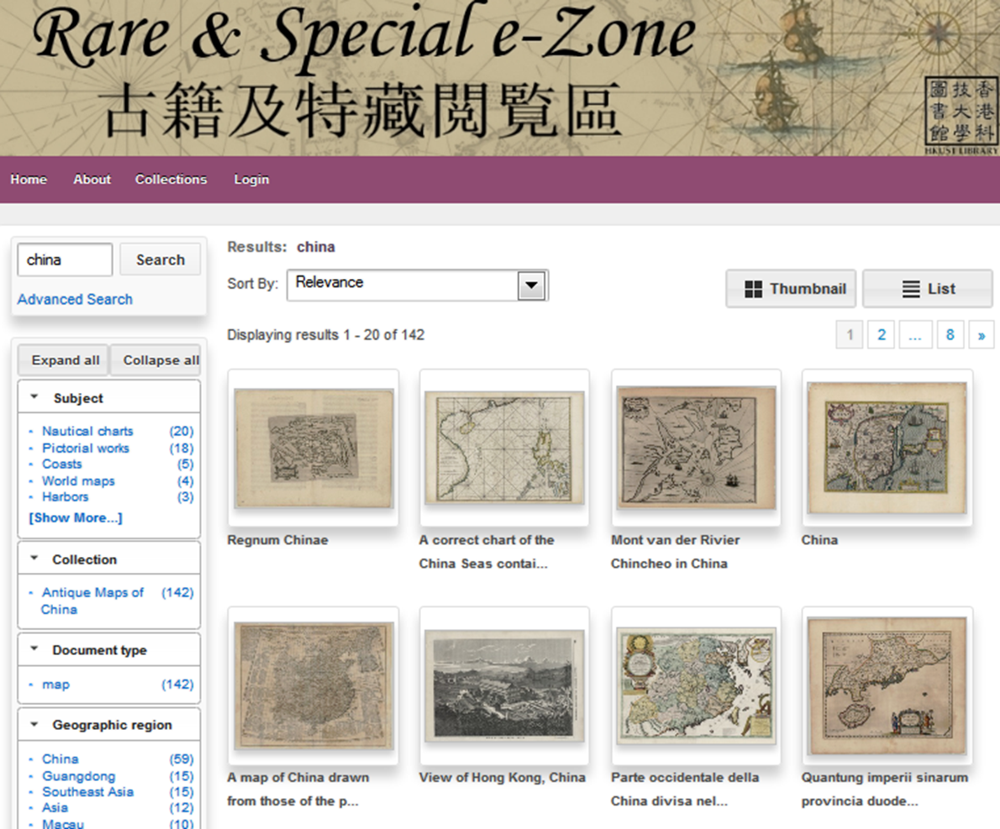 Rare & Special e-Zone
古籍及特藏閱覽區
香港科
技大學
圖書館
HKUST LIBRARY
Home About Collections Login
china Search
Advanced Search
Expand all Collapse all
Subject
Nautical charts (20)
Pictorial works (18)
Coasts (5)
World maps (4)
Harbors (3)
[Show More...]
Collection
Antique Maps of (142)
China
Document type
map (142)
Geographic region
China (59)
Guangdong (15)
Southeast Asia (15)
Asia (12)
Macau (10)
Results: china
Sort By: Relevance
Thumbnail List
Displaying results 1 - 20 of 142
1 2 ... 8 »
Regnum Chinae
A correct chart of the
China Seas contai...
Mont van der Rivier
Chincheo in China
China
A map of China drawn
from those of the p...
View of Hong Kong, China
Parte occidentale della
China divisa nel...
Quantung imperii sinarum
provincia duode...